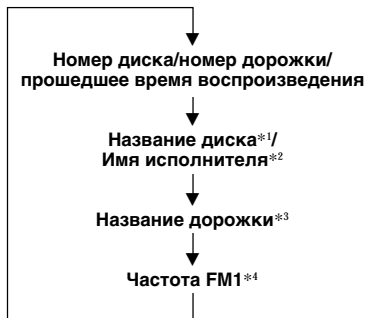 Номер диска/номер дорожки/
прошедшее время воспроизведения
Название диска*1/
Имя исполнителя*2
Название дорожки*3
Частота FM1*4